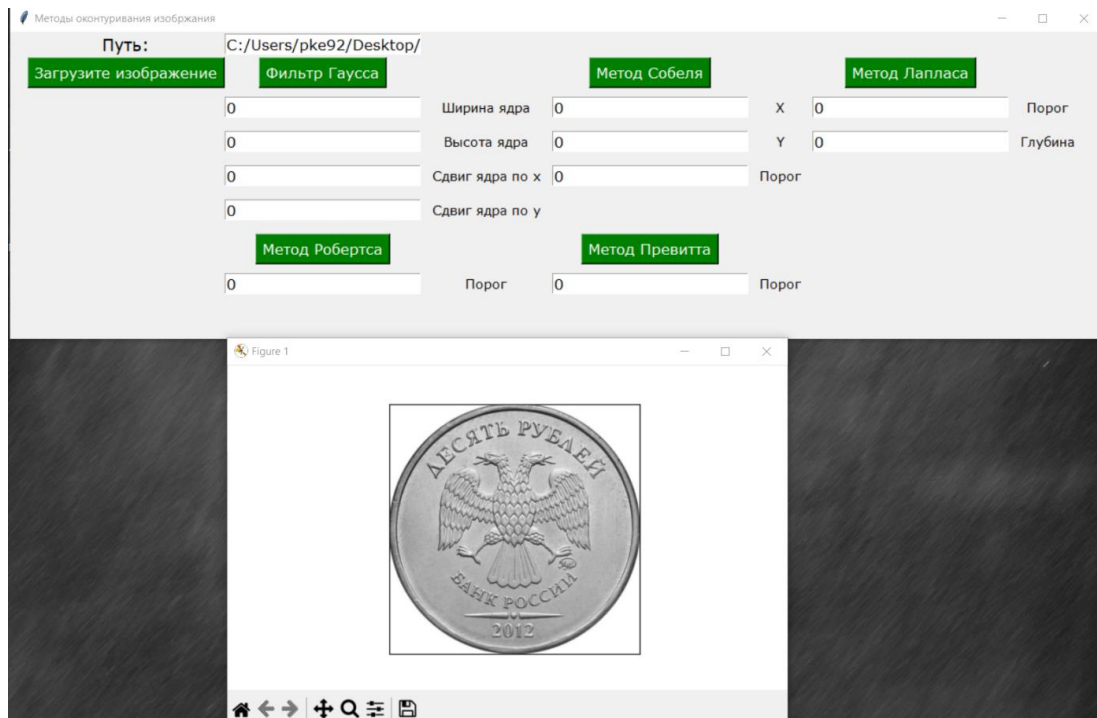 Методы оконтуривания изобржания
Путь: C:/Users/pke92/Desktop/
Загрузите изображение Фильтр Гаусса Метод Собеля Метод Лапласа
0 Ширина ядра 0 X 0 Порог
0 Высота ядра 0 Y 0 Глубина
0 Сдвиг ядра по x 0 Порог
0 Сдвиг ядра по y
Метод Робертса Метод Превитта
0 Порог 0 Порог
Figure 1
ДЕСЯТЬ РУБЛЕЙ
БАНК РОССИИ
2012